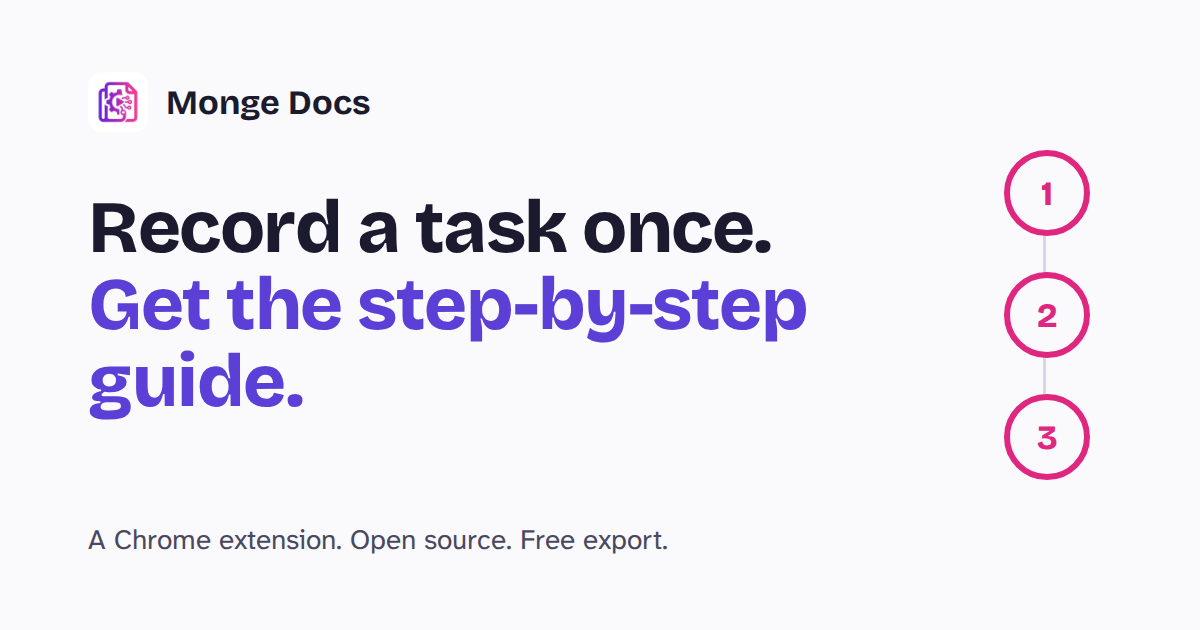 Monge Docs
Record a task once.
Get the step-by-step
guide.
A Chrome extension. Open source. Free export.
1
2
3